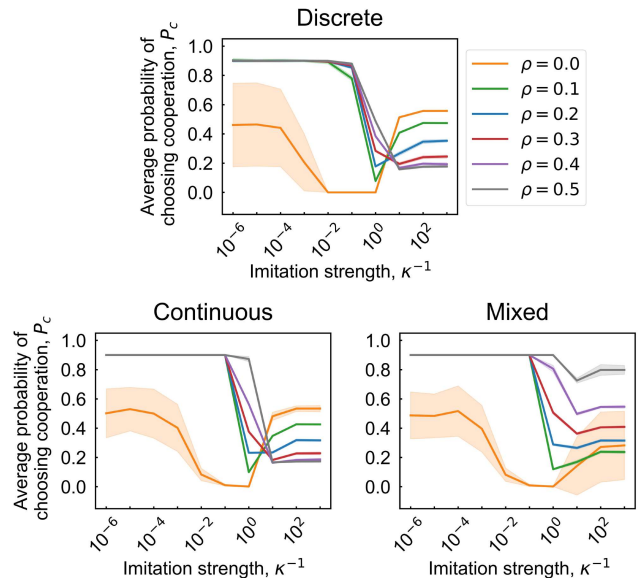 Discrete
Average probability of
choosing cooperation, P_c
1.0
0.8
0.6
0.4
0.2
0.0
10^-6
10^-4
10^-2
10^0
10^2
Imitation strength, κ^-1
ρ = 0.0
ρ = 0.1
ρ = 0.2
ρ = 0.3
ρ = 0.4
ρ = 0.5
Continuous
Average probability of
choosing cooperation, P_c
1.0
0.8
0.6
0.4
0.2
0.0
10^-6
10^-4
10^-2
10^0
10^2
Imitation strength, κ^-1
Mixed
1.0
0.8
0.6
0.4
0.2
0.0
10^-6
10^-4
10^-2
10^0
10^2
Imitation strength, κ^-1